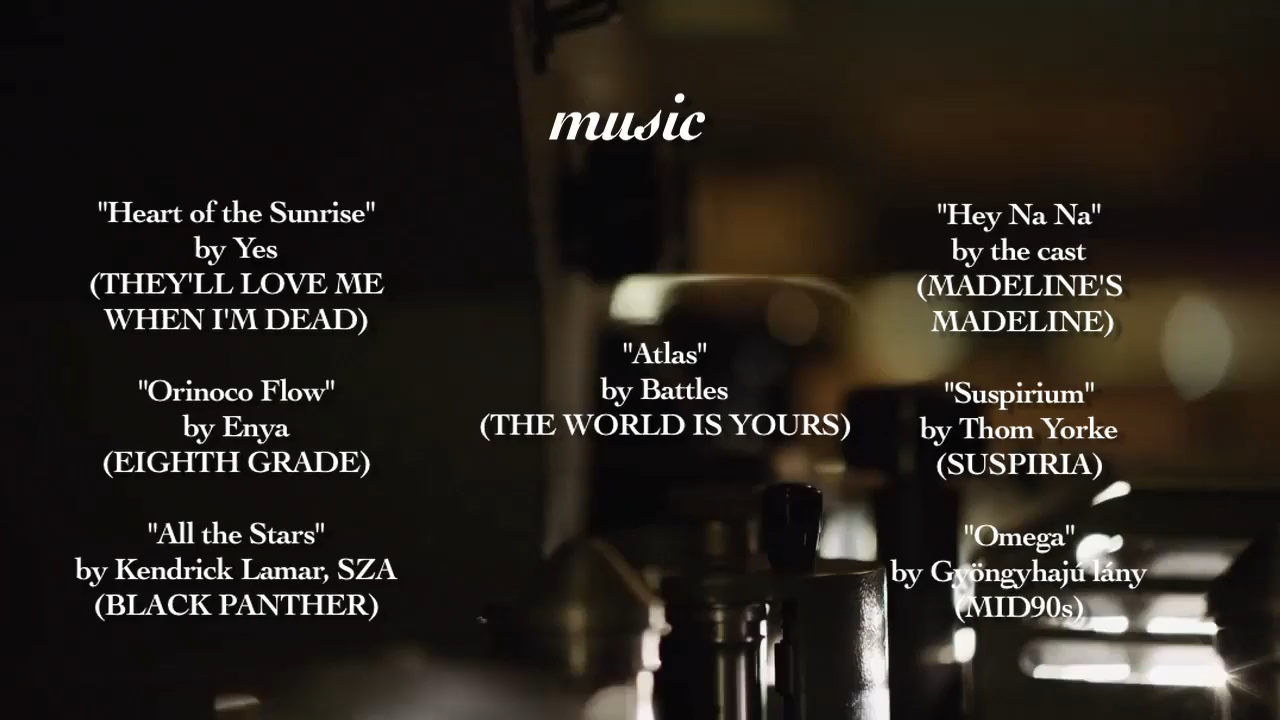 music
"Heart of the Sunrise"
by Yes
(THEY'LL LOVE ME
WHEN I'M DEAD)
"Orinoco Flow"
by Enya
(EIGHTH GRADE)
"All the Stars"
by Kendrick Lamar, SZA
(BLACK PANTHER)
"Atlas"
by Battles
(THE WORLD IS YOURS)
"Hey Na Na"
by the cast
(MADELINE'S
MADELINE)
"Suspirium"
by Thom Yorke
(SUSPIRIA)
"Omega"
by Gyöngyhajú lány
(MID90s)